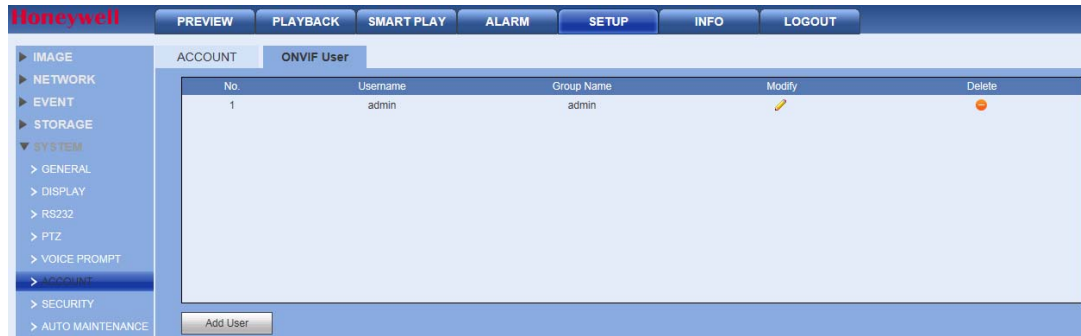 Honeywell
PREVIEW PLAYBACK SMART PLAY ALARM SETUP INFO LOGOUT
IMAGE
NETWORK
EVENT
STORAGE
SYSTEM
GENERAL
DISPLAY
RS232
PTZ
VOICE PROMPT
ACCOUNT
SECURITY
AUTO MAINTENANCE
ACCOUNT ONVIF User
No. Username Group Name Modify Delete
1 admin admin
Add User